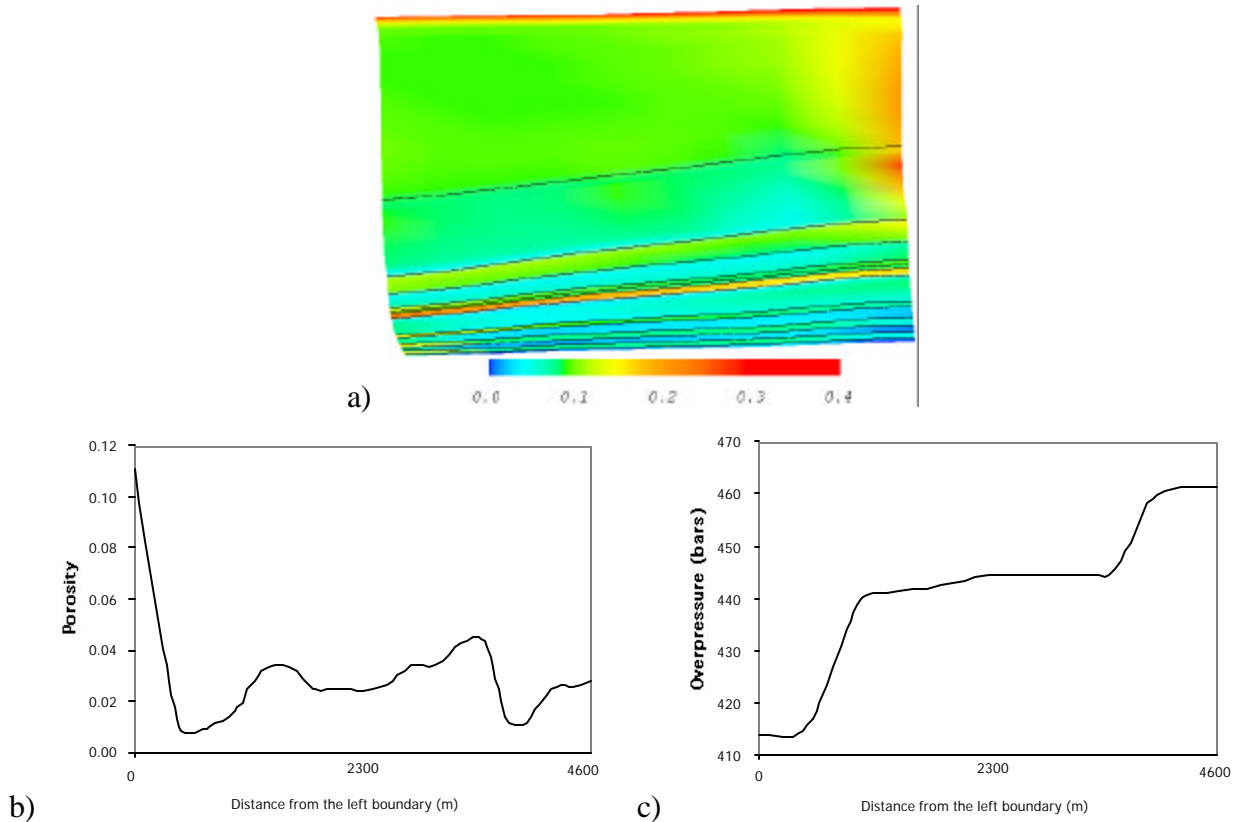 0.0 0.1 0.2 0.3 0.4
a)
0.12
0.10
0.08
0.06
0.04
0.02
0.00
Porosity
0 2300 4600
Distance from the left boundary (m)
b)
470
460
450
440
430
420
410
Overpressure (bars)
0 2300 4600
Distance from the left boundary (m)
c)